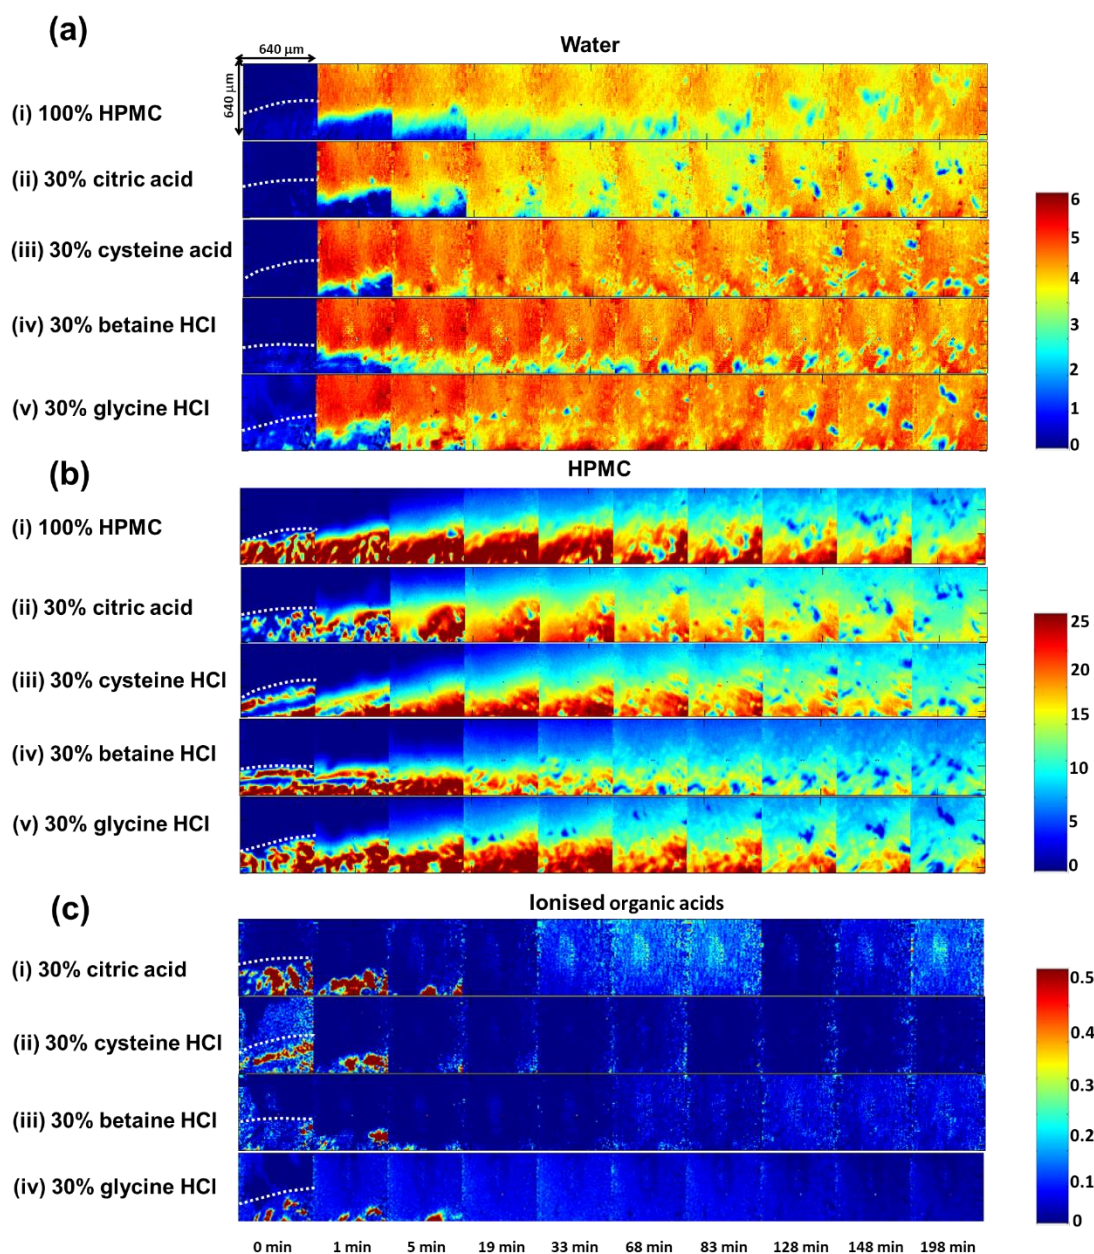 (a)
Water
640 µm
640 µm
(i) 100% HPMC
(ii) 30% citric acid
(iii) 30% cysteine acid
(iv) 30% betaine HCl
(v) 30% glycine HCl
6
5
4
3
2
1
0
(b)
HPMC
(i) 100% HPMC
(ii) 30% citric acid
(iii) 30% cysteine HCl
(iv) 30% betaine HCl
(v) 30% glycine HCl
25
20
15
10
5
0
(c)
Ionised organic acids
(i) 30% citric acid
(ii) 30% cysteine HCl
(iii) 30% betaine HCl
(iv) 30% glycine HCl
0.5
0.4
0.3
0.2
0.1
0
0 min 1 min 5 min 19 min 33 min 68 min 83 min 128 min 148 min 198 min